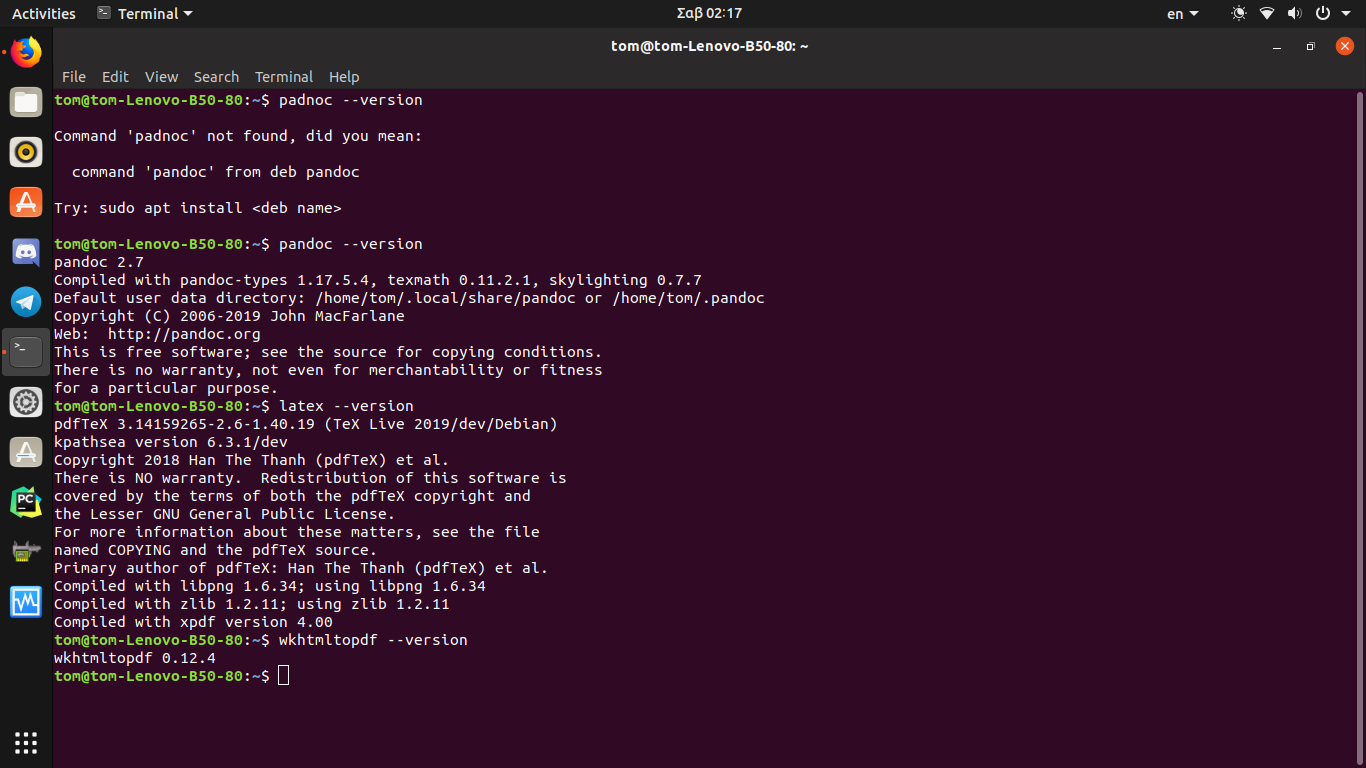 Activities Terminal Σαβ 02:17 en
tom@tom-Lenovo-B50-80: ~
File Edit View Search Terminal Help
tom@tom-Lenovo-B50-80:~$ padnoc --version
Command 'padnoc' not found, did you mean:
command 'pandoc' from deb pandoc
Try: sudo apt install <deb name>
tom@tom-Lenovo-B50-80:~$ pandoc --version
pandoc 2.7
Compiled with pandoc-types 1.17.5.4, texmath 0.11.2.1, skylighting 0.7.7
Default user data directory: /home/tom/.local/share/pandoc or /home/tom/.pandoc
Copyright (C) 2006-2019 John MacFarlane
Web:  http://pandoc.org
This is free software; see the source for copying conditions.
There is no warranty, not even for merchantability or fitness
for a particular purpose.
tom@tom-Lenovo-B50-80:~$ latex --version
pdfTeX 3.14159265-2.6-1.40.19 (TeX Live 2019/dev/Debian)
kpathsea version 6.3.1/dev
Copyright 2018 Han The Thanh (pdfTeX) et al.
There is NO warranty.  Redistribution of this software is
covered by the terms of both the pdfTeX copyright and
the Lesser GNU General Public License.
For more information about these matters, see the file
named COPYING and the pdfTeX source.
Primary author of pdfTeX: Han The Thanh (pdfTeX) et al.
Compiled with libpng 1.6.34; using libpng 1.6.34
Compiled with zlib 1.2.11; using zlib 1.2.11
Compiled with xpdf version 4.00
tom@tom-Lenovo-B50-80:~$ wkhtmltopdf --version
wkhtmltopdf 0.12.4
tom@tom-Lenovo-B50-80:~$
PC